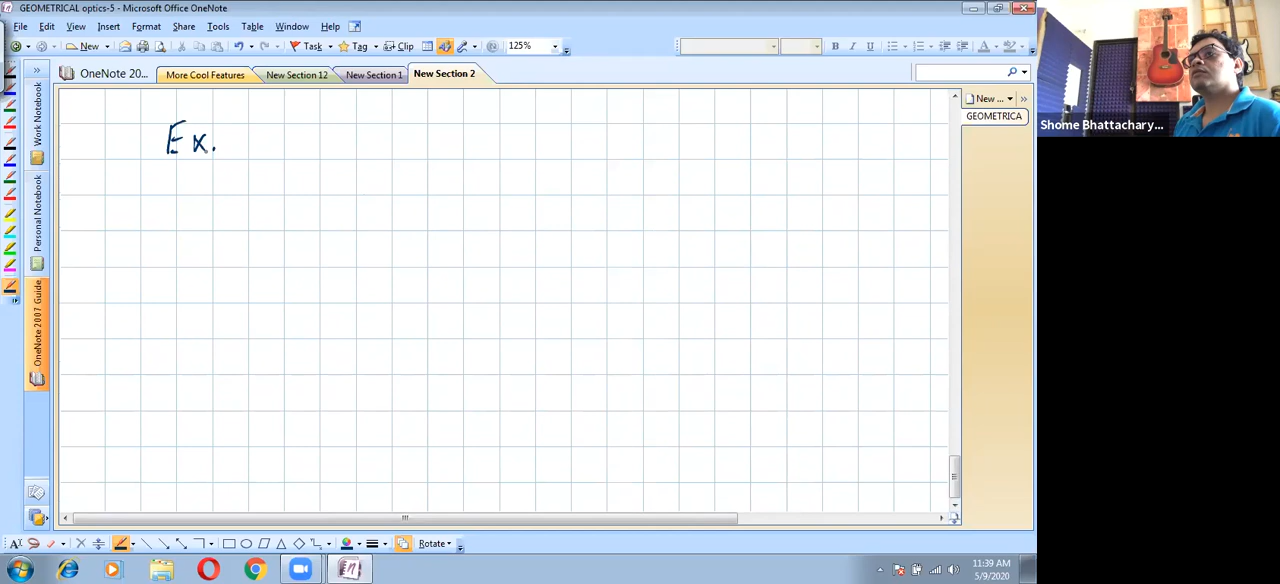 GEOMETRICAL optics-5 - Microsoft Office OneNote
File Edit View Insert Format Share Tools Table Window Help
New Task Tag Clip 125% B I U A
OneNote 20... More Cool Features New Section 12 New Section 1 New Section 2
New ...
GEOMETRICA
Work Notebook
Personal Notebook
OneNote 2007 Guide
Ex.
Shome Bhattachary...
Rotate
11:39 AM
5/9/2020